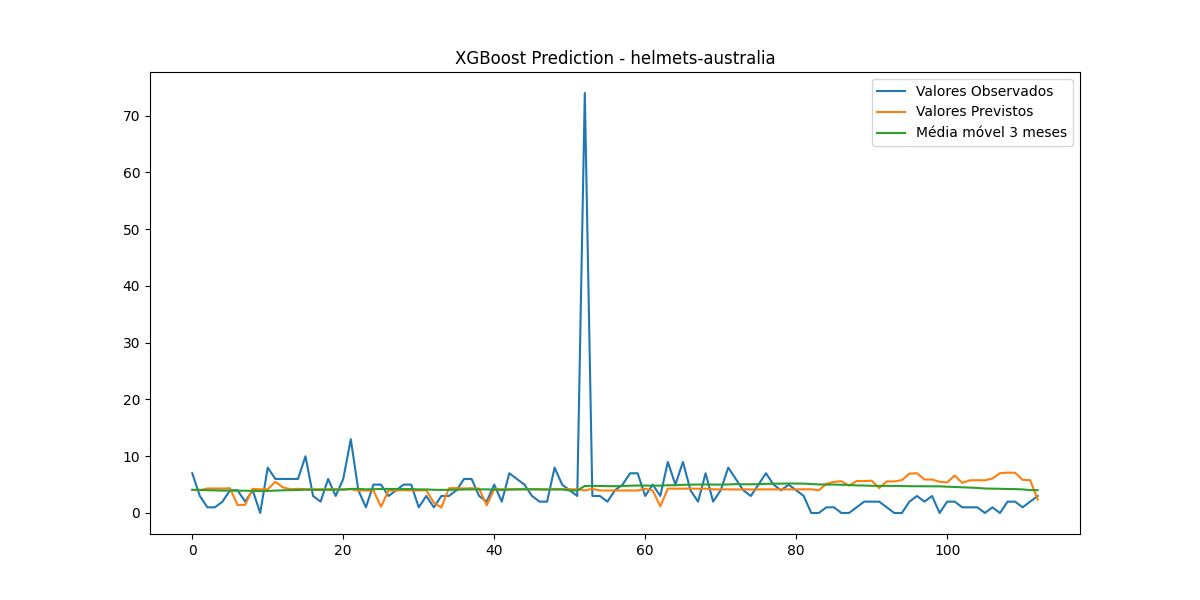 XGBoost Prediction - helmets-australia
Valores Observados
Valores Previstos
Média móvel 3 meses
70
60
50
40
30
20
10
0
0 20 40 60 80 100